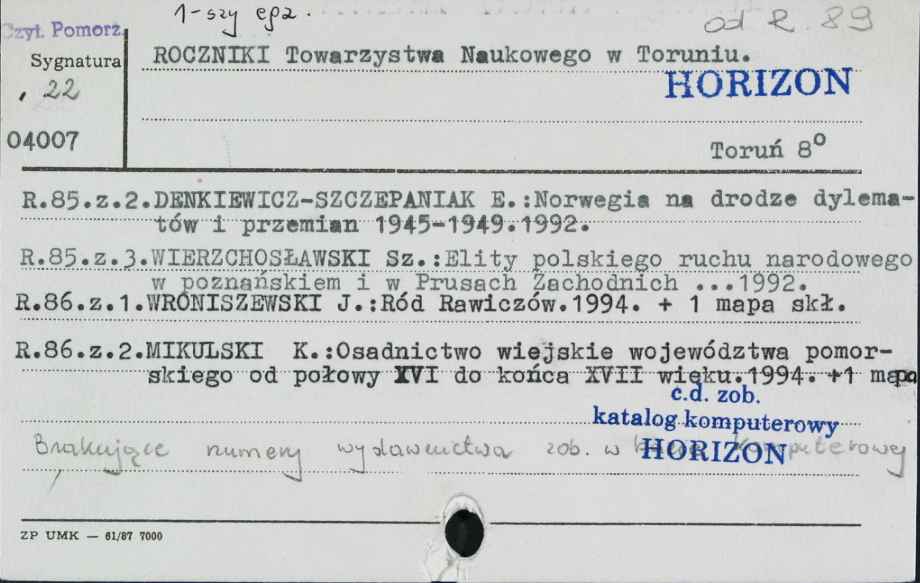 1-szy egz.
od R. 89
Czyt. Pomorz.
Sygnatura
22
04007
ROCZNIKI Towarzystwa Naukowego w Toruniu.
HORIZON
Toruń 8⁰
R.85.z.2.DENKIEWICZ-SZCZEPANIAK E.:Norwegia na drodze dylema-
tów i przemian 1945-1949.1992.
R.85.z.3.WIERZCHOSŁAWSKI Sz.:Elity polskiego ruchu narodowego
w poznańskiem i w Prusach Zachodnich ...1992.
R.86.z.1.WRONISZEWSKI J.:Ród Rawiczów.1994. + 1 mapa skł.
R.86.z.2.MIKULSKI K.:Osadnictwo wiejskie województwa pomor-
skiego od połowy XVI do końca XVII wieku.1994. +1 mapa
c.d. zob.
katalog komputerowy
HORIZON
Brakujące numery wydawnictwa zob. w komputerowej
ZP UMK — 61/87 7000